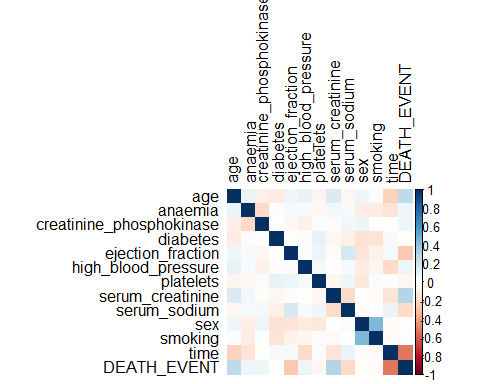 age
anaemia
creatinine_phosphokinase
diabetes
ejection_fraction
high_blood_pressure
platelets
serum_creatinine
serum_sodium
sex
smoking
time
DEATH_EVENT
age
anaemia
creatinine_phosphokinase
diabetes
ejection_fraction
high_blood_pressure
platelets
serum_creatinine
serum_sodium
sex
smoking
time
DEATH_EVENT
1
0.8
0.6
0.4
0.2
0
-0.2
-0.4
-0.6
-0.8
-1